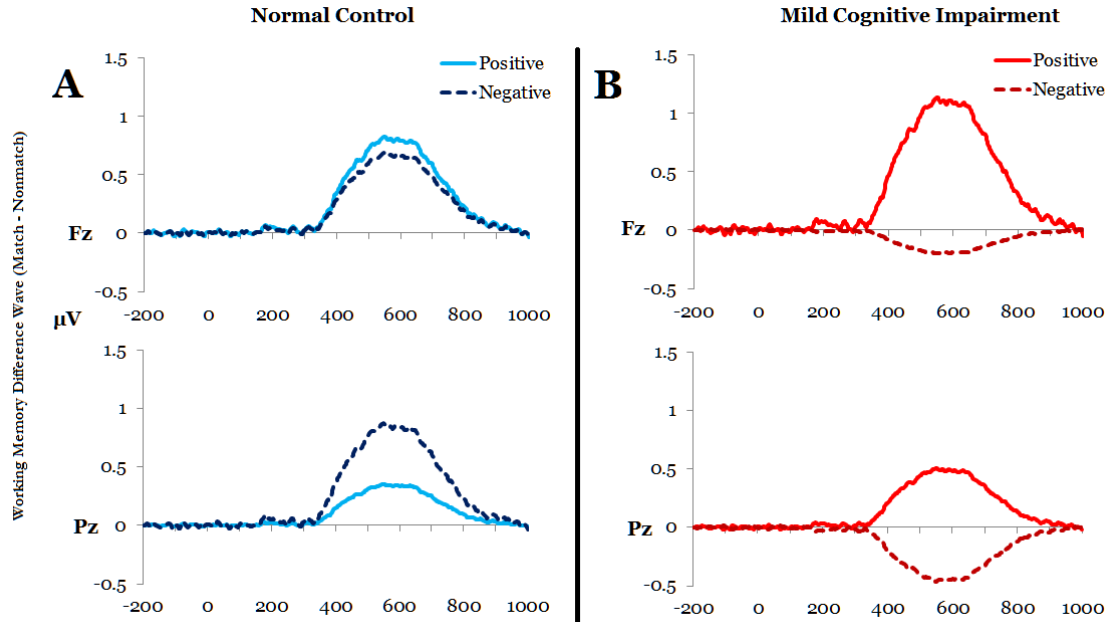 Normal Control
Mild Cognitive Impairment
Working Memory Difference Wave (Match - Nonmatch)
A
Positive
Negative
1.5
1
0.5
0
-0.5
Fz
-200 0 200 400 600 800 1000
µV
B
Positive
Negative
1.5
1
0.5
0
-0.5
Fz
-200 0 200 400 600 800 1000
1.5
1
0.5
0
-0.5
Pz
-200 0 200 400 600 800 1000
1.5
1
0.5
0
-0.5
Pz
-200 0 200 400 600 800 1000